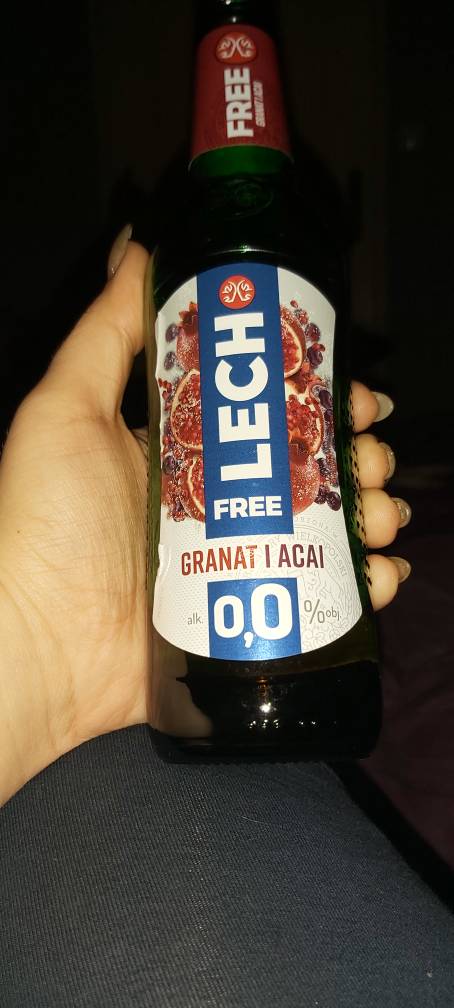 FREE
GRANAT I ACAI
LECH
FREE
GRANAT I ACAI
alk. 0,0 % obj.